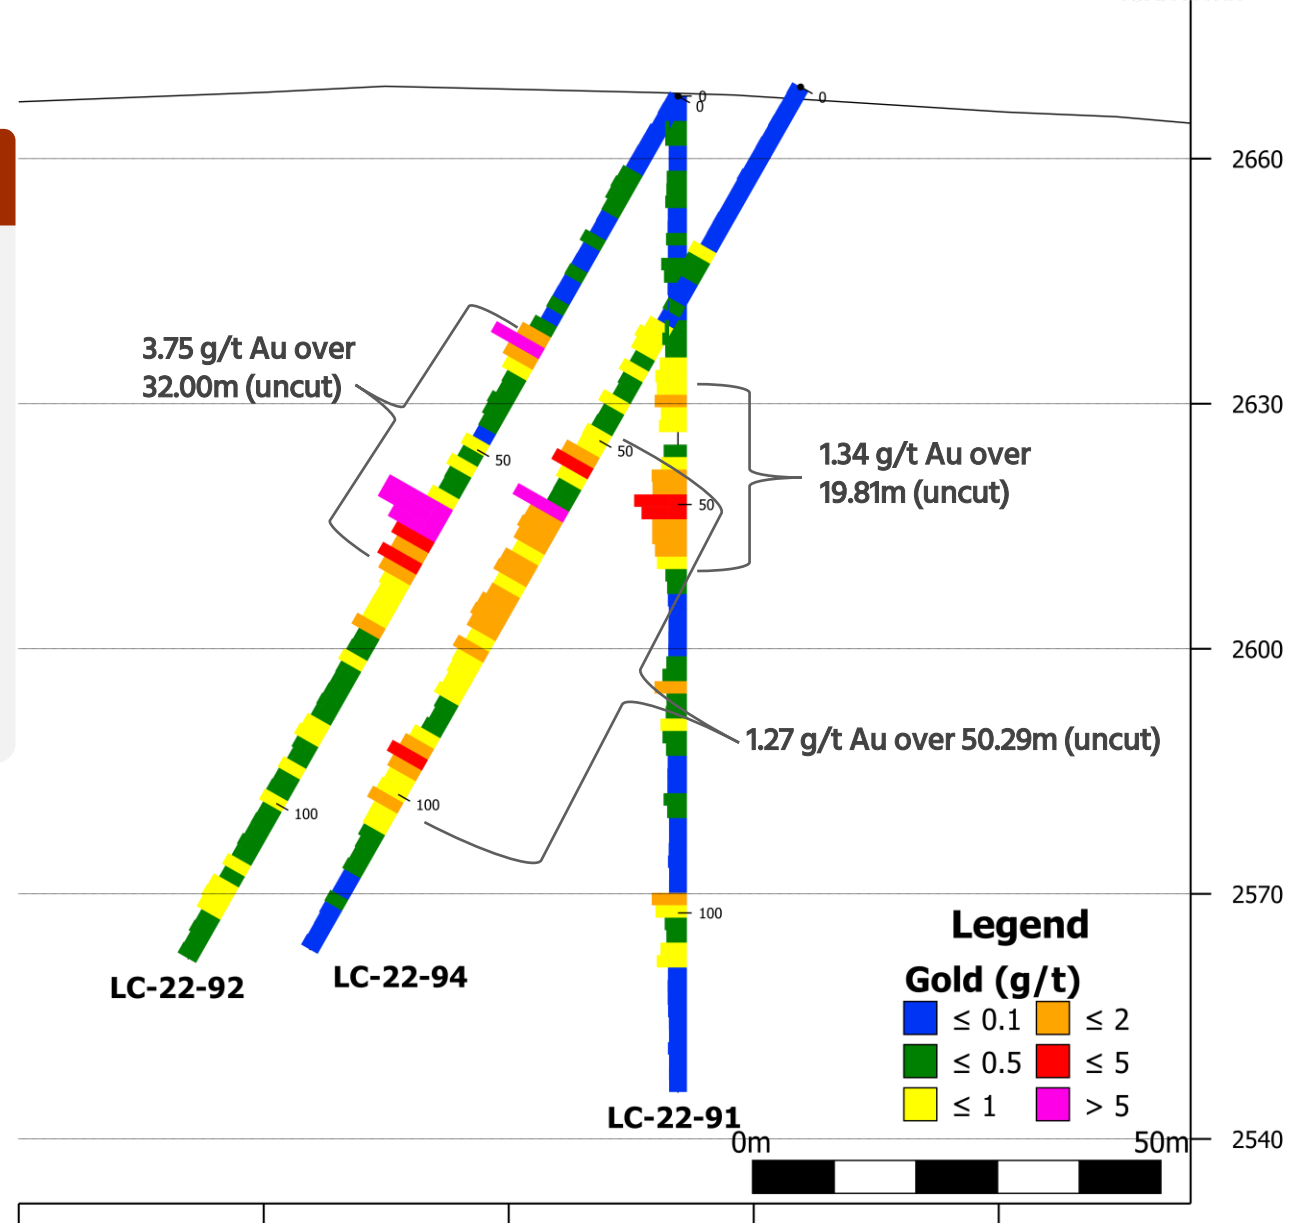 0
0
0
2660
3.75 g/t Au over
32.00m (uncut)
2630
50
50
50
1.34 g/t Au over
19.81m (uncut)
2600
1.27 g/t Au over 50.29m (uncut)
100
100
100
2570
LC-22-92
LC-22-94
LC-22-91
Legend
Gold (g/t)
≤ 0.1
≤ 2
≤ 0.5
≤ 5
≤ 1
> 5
2540
0m
50m